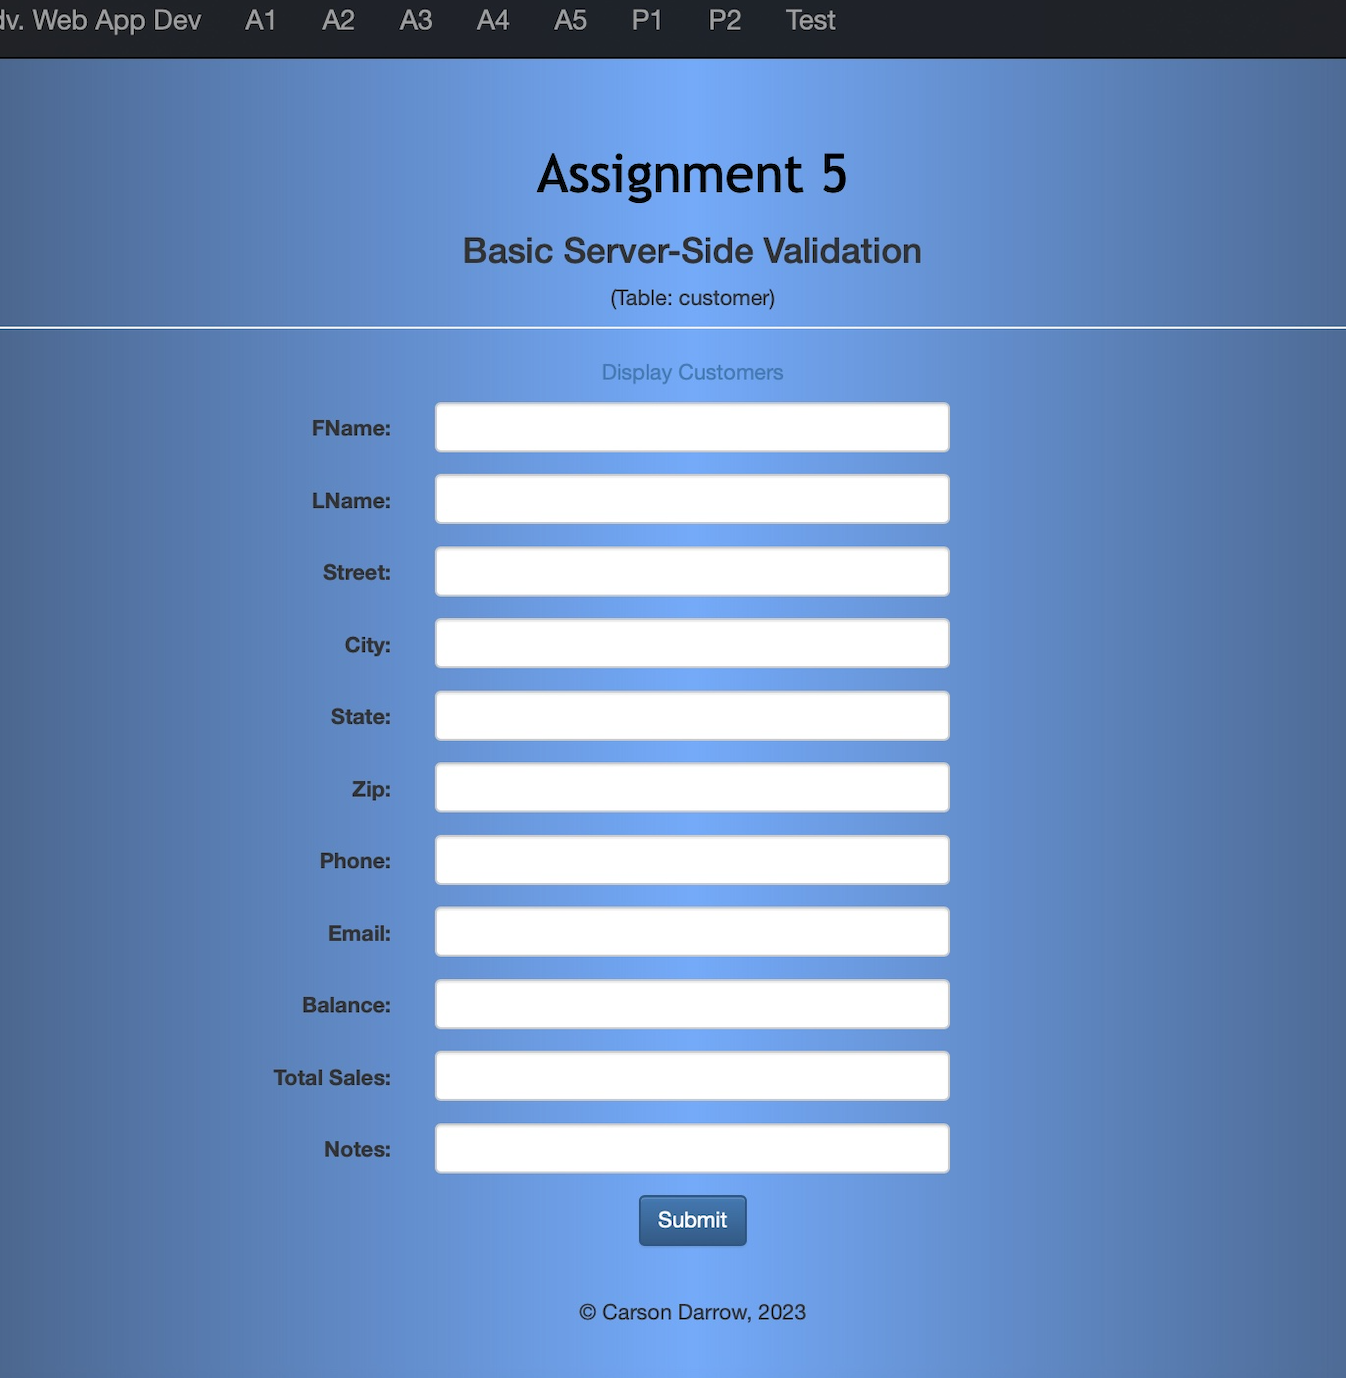 Web App Dev A1 A2 A3 A4 A5 P1 P2 Test
Assignment 5
Basic Server-Side Validation
(Table: customer)
Display Customers
FName:
LName:
Street:
City:
State:
Zip:
Phone:
Email:
Balance:
Total Sales:
Notes:
Submit
© Carson Darrow, 2023